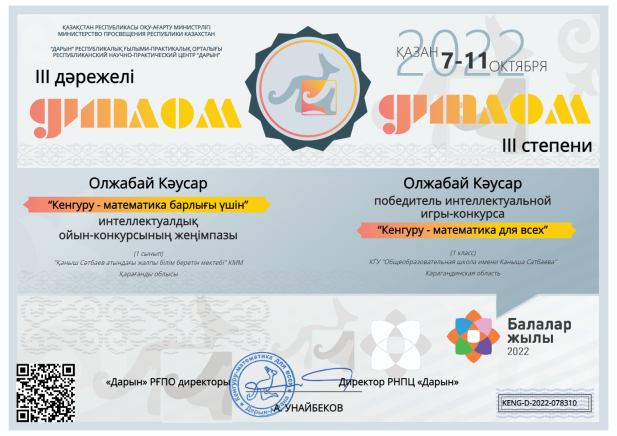 ҚАЗАҚСТАН РЕСПУБЛИКАСЫ ОҚУ-АҒАРТУ МИНИСТРЛІГІ
МИНИСТЕРСТВО ПРОСВЕЩЕНИЯ РЕСПУБЛИКИ КАЗАХСТАН
"ДАРЫН" РЕСПУБЛИКАЛЫҚ ҒЫЛЫМИ-ПРАКТИКАЛЫҚ ОРТАЛЫҒЫ
РЕСПУБЛИКАНСКИЙ НАУЧНО-ПРАКТИЧЕСКИЙ ЦЕНТР "ДАРЫН"
2022
ҚАЗАН 7-11 ОКТЯБРЯ
III дәрежелі
ДИПЛОМ
ДИПЛОМ
III степени
Олжабай Кәусар
"Кенгуру - математика барлығы үшін"
интеллектуалдық
ойын-конкурсының жеңімпазы
(1 сынып)
"Қаныш Сәтбаев атындағы жалпы білім беретін мектебі" КММ
Қарағанды облысы
Олжабай Кәусар
победитель интеллектуальной
игры-конкурса
"Кенгуру - математика для всех"
(1 класс)
КГУ "Общеобразовательная школа имени Каныша Сатбаева"
Карагандинская область
Балалар
жылы
2022
«Дарын» РҒПО директоры
Директор РНПЦ «Дарын»
А. УНАЙБЕКОВ
KENG-D-2022-078310